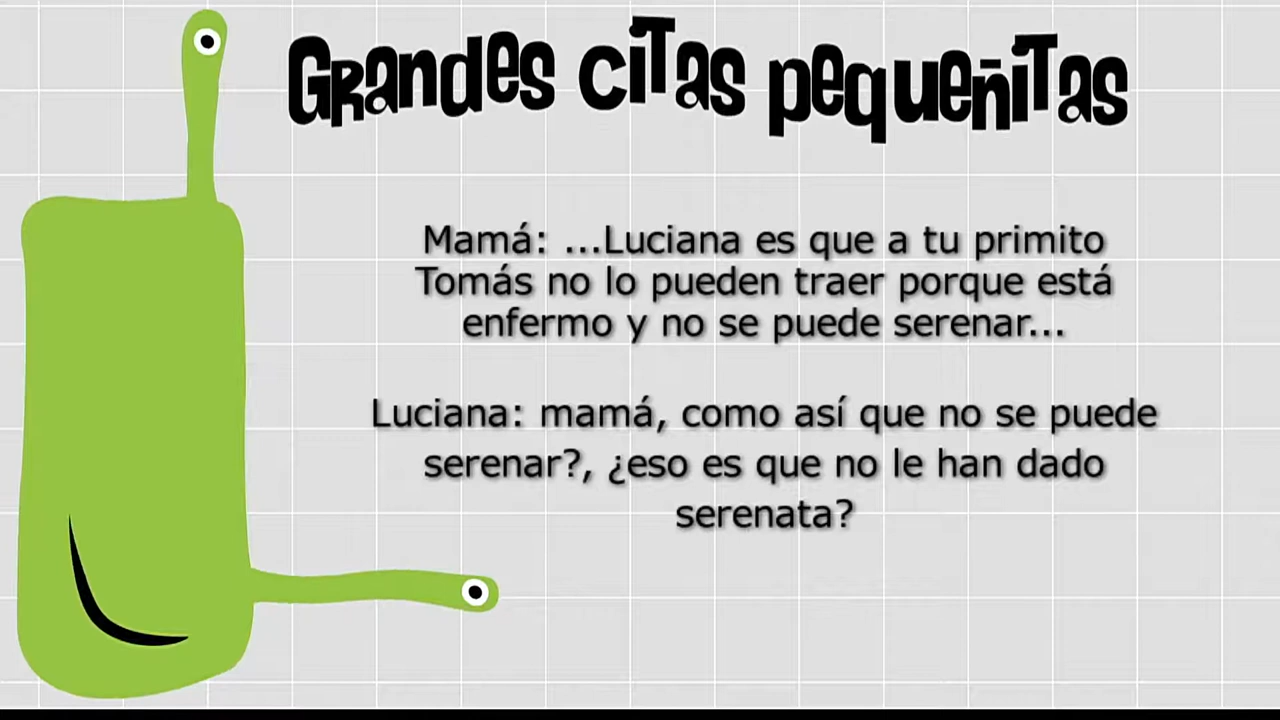 Grandes citas pequeñitas
Mamá: ...Luciana es que a tu primito
Tomás no lo pueden traer porque está
enfermo y no se puede serenar...
Luciana: mamá, como así que no se puede
serenar?, ¿eso es que no le han dado
serenata?